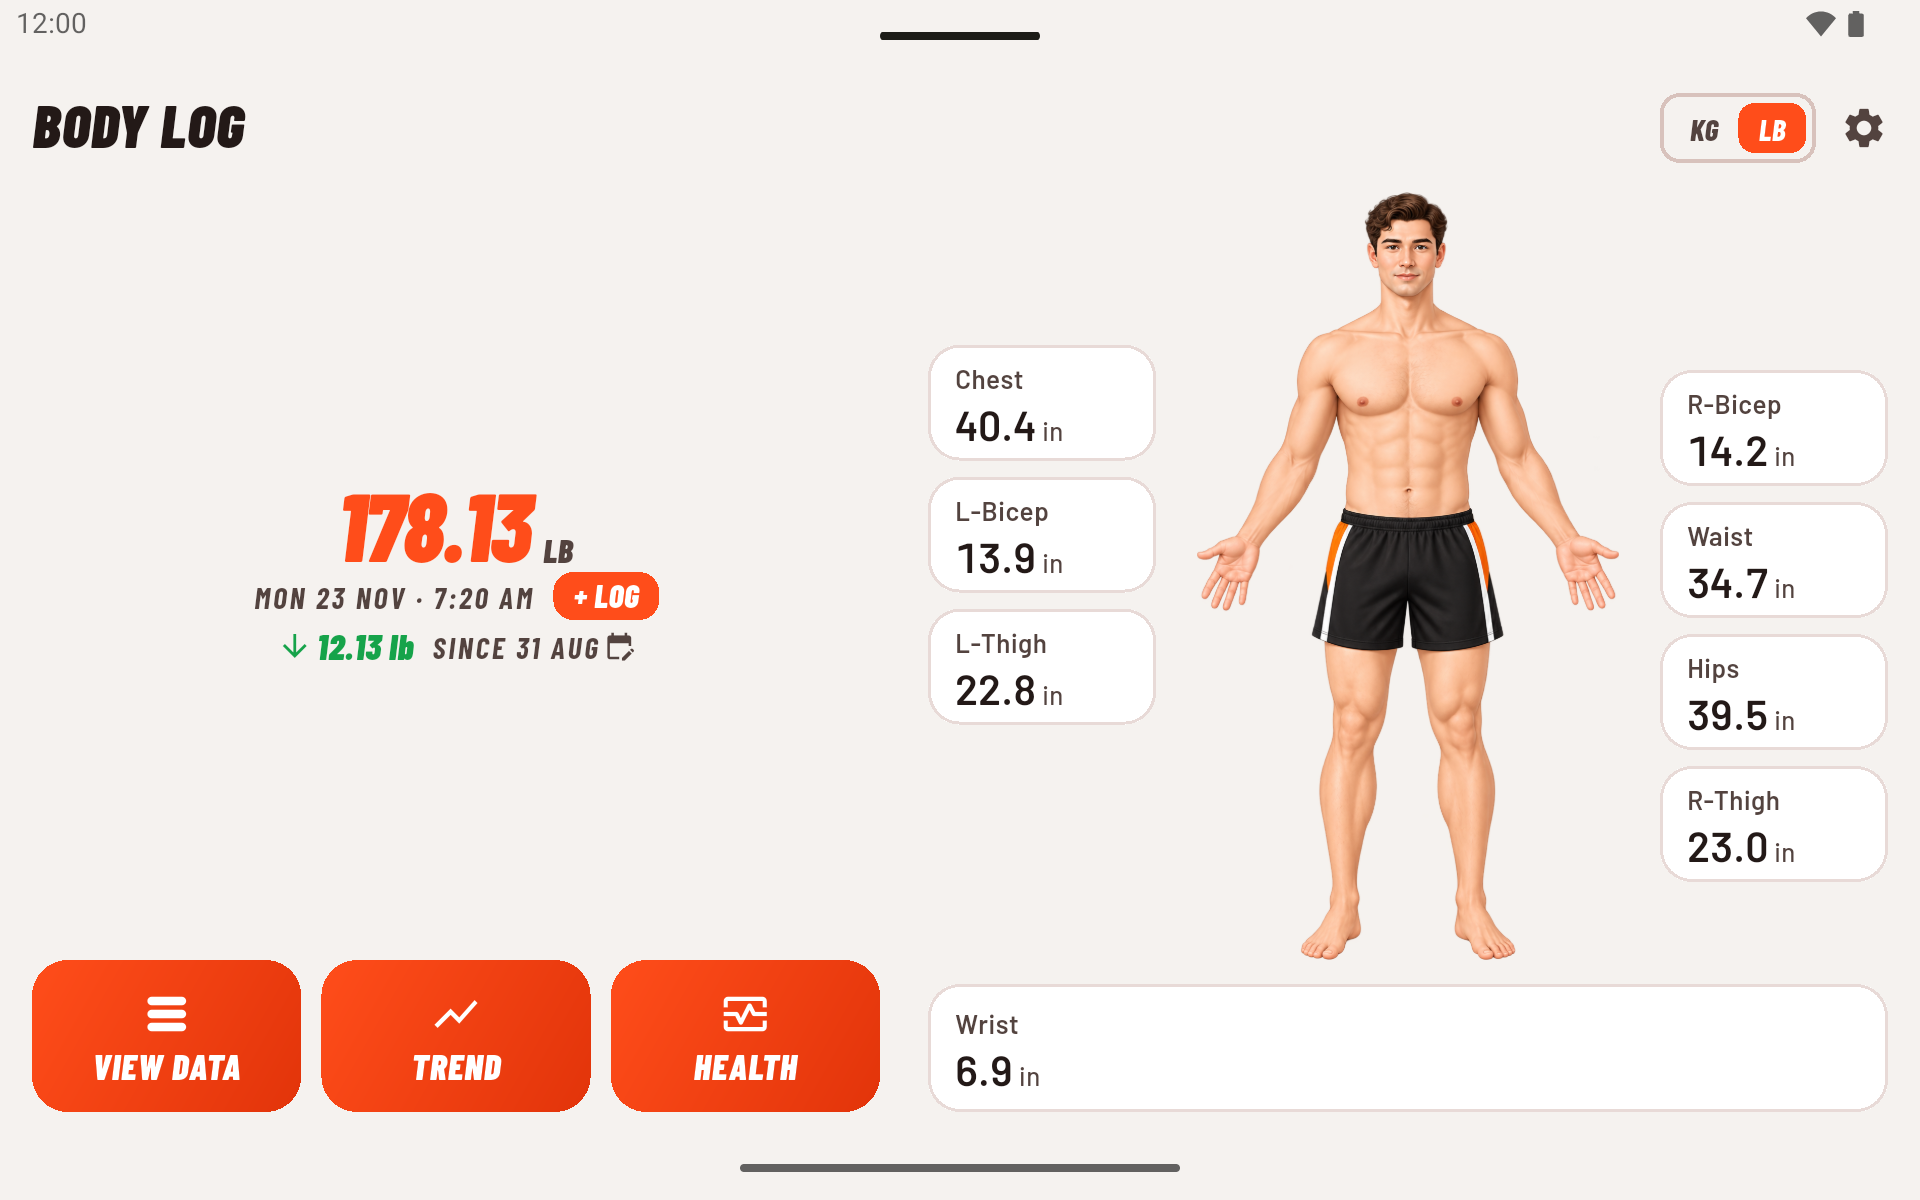 12:00
BODY LOG
KG LB
178.13 LB
MON 23 NOV · 7:20 AM + LOG
↓ 12.13 lb SINCE 31 AUG
VIEW DATA
TREND
HEALTH
Chest
40.4 in
L-Bicep
13.9 in
L-Thigh
22.8 in
R-Bicep
14.2 in
Waist
34.7 in
Hips
39.5 in
R-Thigh
23.0 in
Wrist
6.9 in